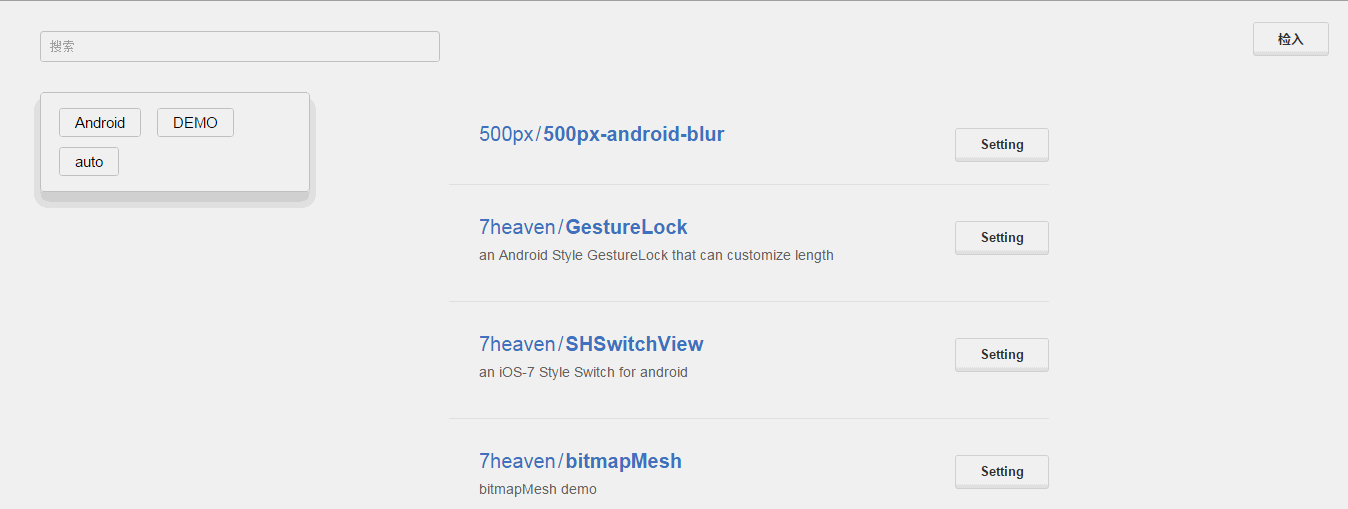 搜索
检入
Android DEMO
auto
500px/500px-android-blur
Setting
7heaven/GestureLock
an Android Style GestureLock that can customize length
Setting
7heaven/SHSwitchView
an iOS-7 Style Switch for android
Setting
7heaven/bitmapMesh
bitmapMesh demo
Setting